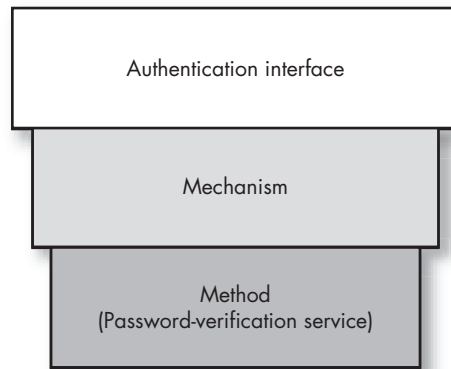 Authentication interface
Mechanism
Method
(Password-verification service)